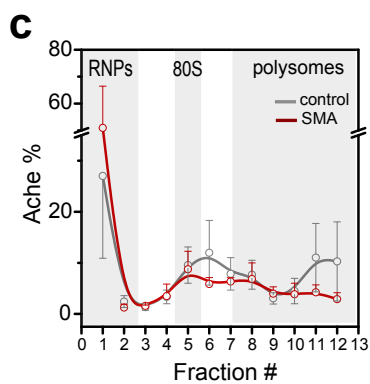 c
RNPs 80S polysomes
control
SMA
Ache %
80
60
20
0
0 1 2 3 4 5 6 7 8 9 10 11 12 13
Fraction #